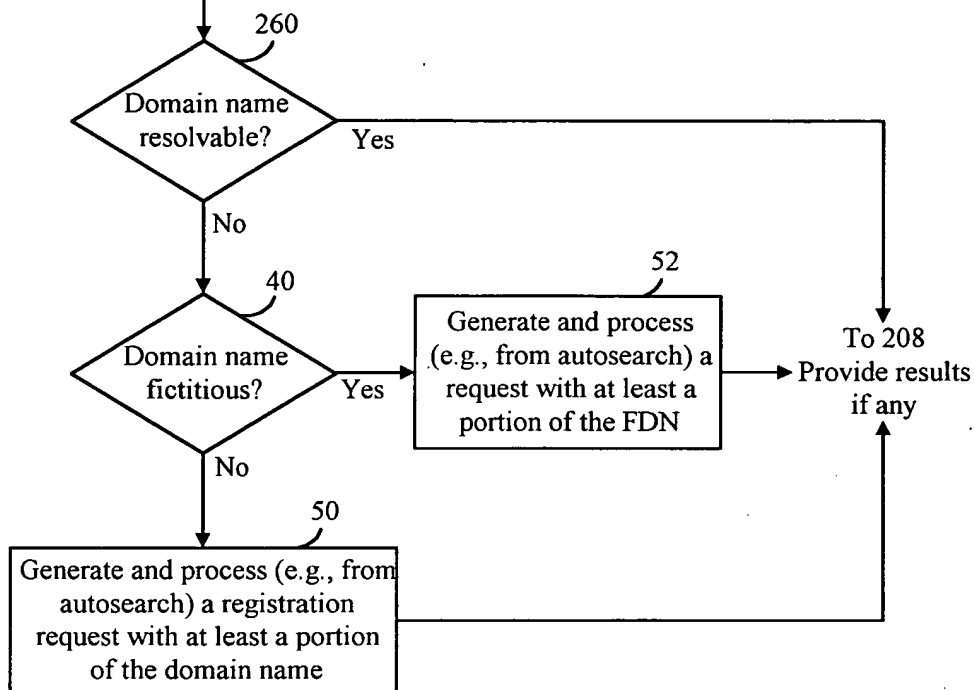 260
Domain name
resolvable?
Yes
No
40
Domain name
fictitious?
Yes
No
52
Generate and process
(e.g., from autosearch) a
request with at least a
portion of the FDN
To 208
Provide results
if any
50
Generate and process (e.g., from
autosearch) a registration
request with at least a portion
of the domain name